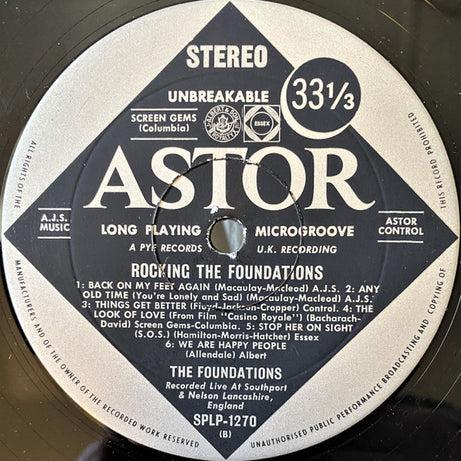 STEREO
UNBREAKABLE
33 1/3
SCREEN GEMS
(Columbia)
ALBERT & SON
ESSEX
ASTOR
A.J.S.
MUSIC
ASTOR
CONTROL
LONG PLAYING MICROGROOVE
A PYE RECORDS U.K. RECORDING
ROCKING THE FOUNDATIONS
1: BACK ON MY FEET AGAIN (Macaulay-Macleod) A.J.S. 2: ANY
OLD TIME (You're Lonely and Sad) (Macaulay-Macleod) A.J.S.
3: THINGS GET BETTER (Floyd-Jackson-Cropper) Control. 4: THE
LOOK OF LOVE (From Film "Casino Royale") (Bacharach-
David) Screen Gems-Columbia. 5: STOP HER ON SIGHT
(S.O.S.) (Hamilton-Morris-Hatcher) Essex
6: WE ARE HAPPY PEOPLE
(Allendale) Albert
THE FOUNDATIONS
Recorded Live At Southport
& Nelson Lancashire,
England
SPLP-1270
(B)
ALL RIGHTS OF THE MANUFACTURERS AND OF THE OWNER OF THE RECORDED WORK RESERVED
UNAUTHORISED PUBLIC PERFORMANCE BROADCASTING AND COPYING OF THIS RECORD PROHIBITED